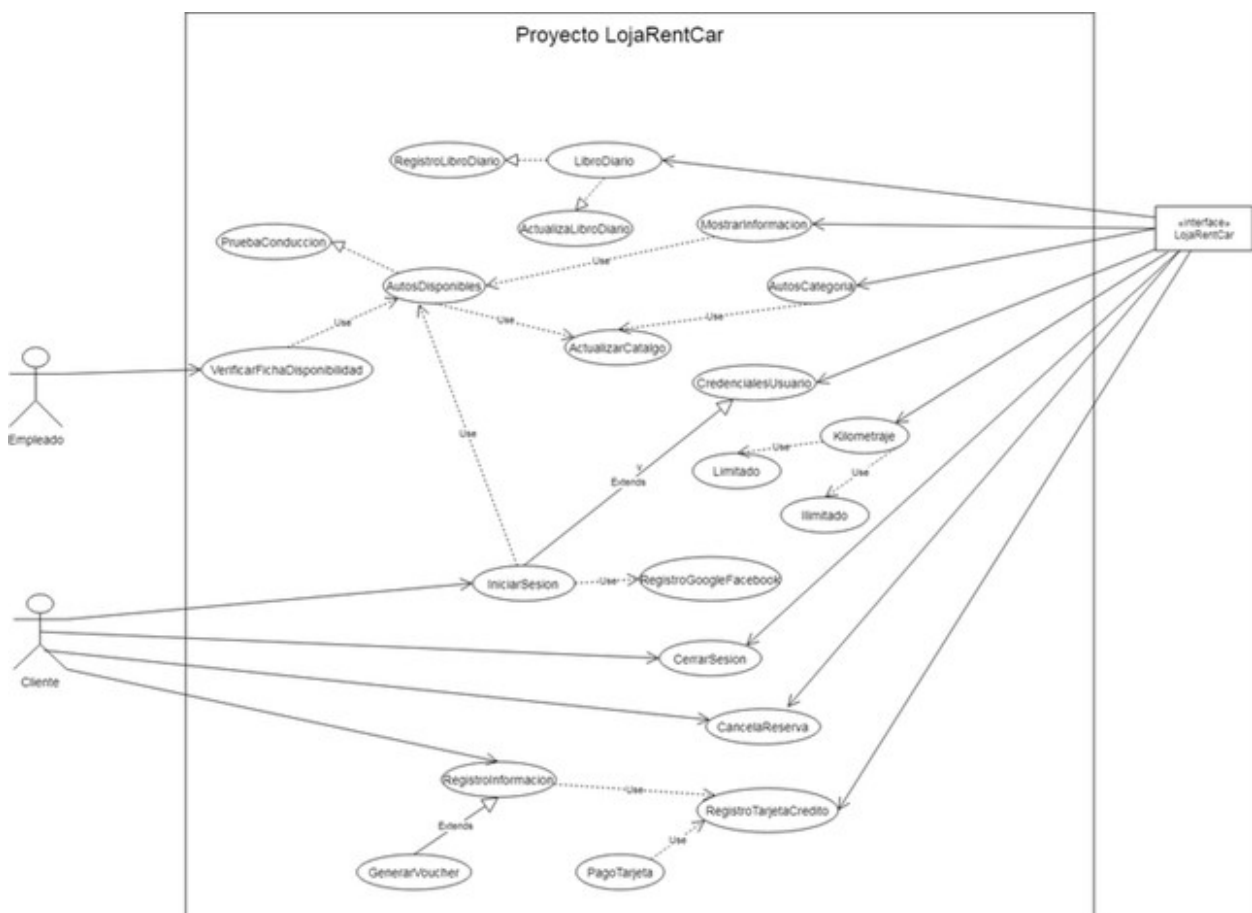 Proyecto LojaRentCar
RegistroLibroDiario
LibroDiario
ActualizaLibroDiario
MostrarInformacion
«interface»
LojaRentCar
PruebaConduccion
Use
AutosDisponibles
AutosCategoria
Use
Use
Use
ActualizarCatalgo
VerificarFichaDisponibilidad
CredencialesUsuario
Empleado
Use
Kilometraje
Use
Limitado
Use
v
Extends
Ilimitado
IniciarSesion
Use
RegistroGoogleFacebook
CerrarSesion
Cliente
CancelaReserva
RegistroInformacion
Use
RegistroTarjetaCredito
Extends
Use
GenerarVoucher
PagoTarjeta